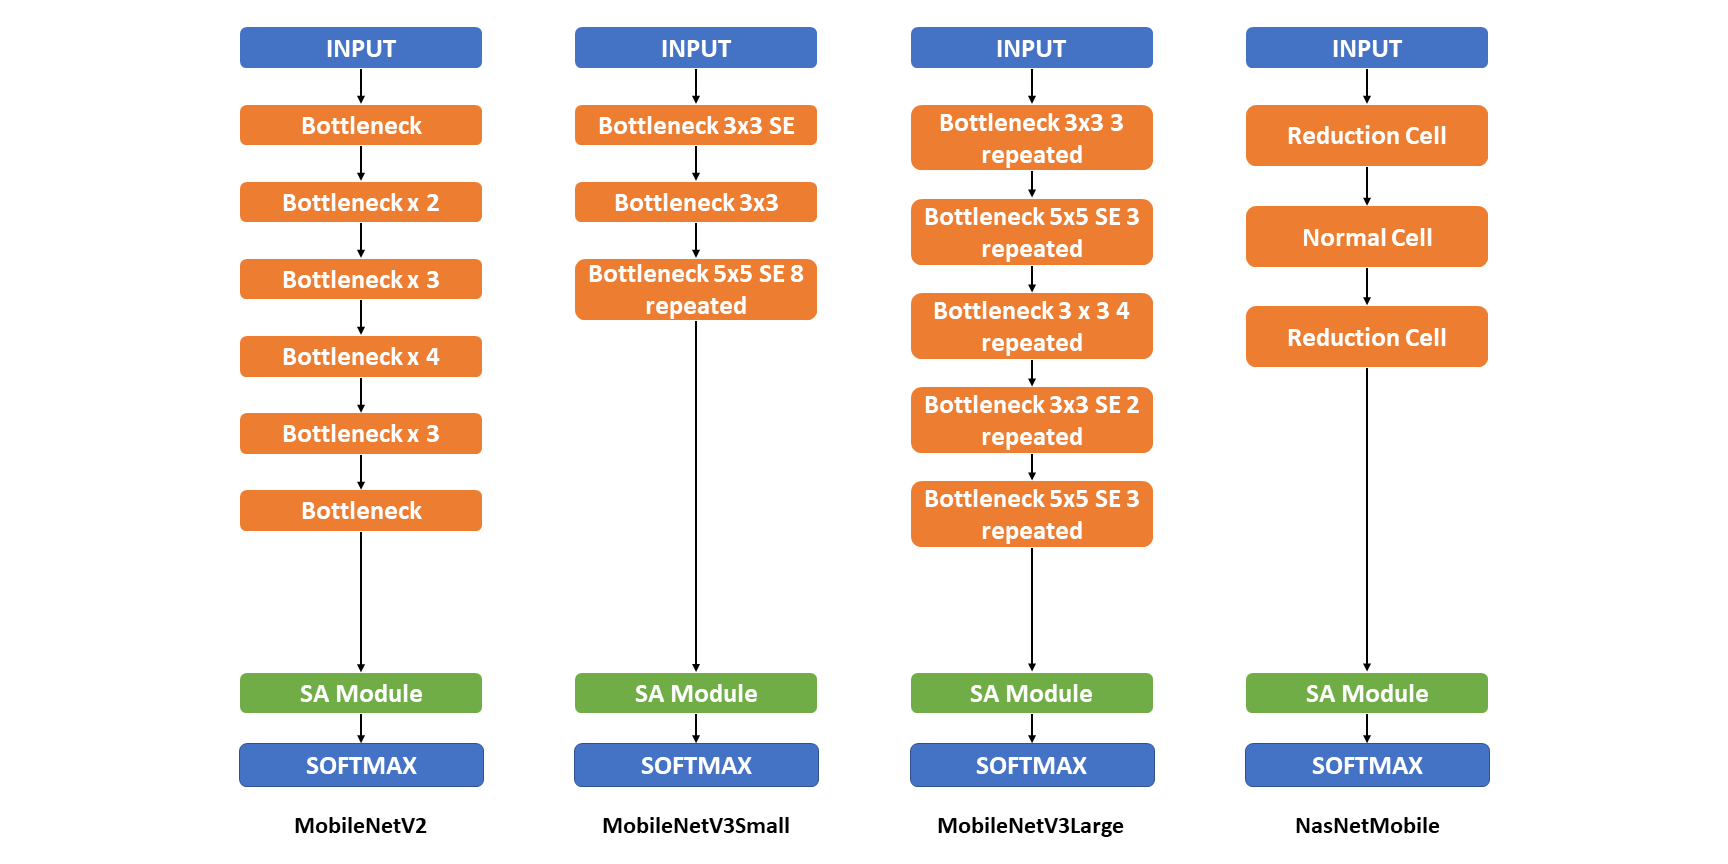 INPUT
Bottleneck
Bottleneck x 2
Bottleneck x 3
Bottleneck x 4
Bottleneck x 3
Bottleneck
SA Module
SOFTMAX
MobileNetV2
INPUT
Bottleneck 3x3 SE
Bottleneck 3x3
Bottleneck 5x5 SE 8
repeated
SA Module
SOFTMAX
MobileNetV3Small
INPUT
Bottleneck 3x3 3
repeated
Bottleneck 5x5 SE 3
repeated
Bottleneck 3 x 3 4
repeated
Bottleneck 3x3 SE 2
repeated
Bottleneck 5x5 SE 3
repeated
SA Module
SOFTMAX
MobileNetV3Large
INPUT
Reduction Cell
Normal Cell
Reduction Cell
SA Module
SOFTMAX
NasNetMobile